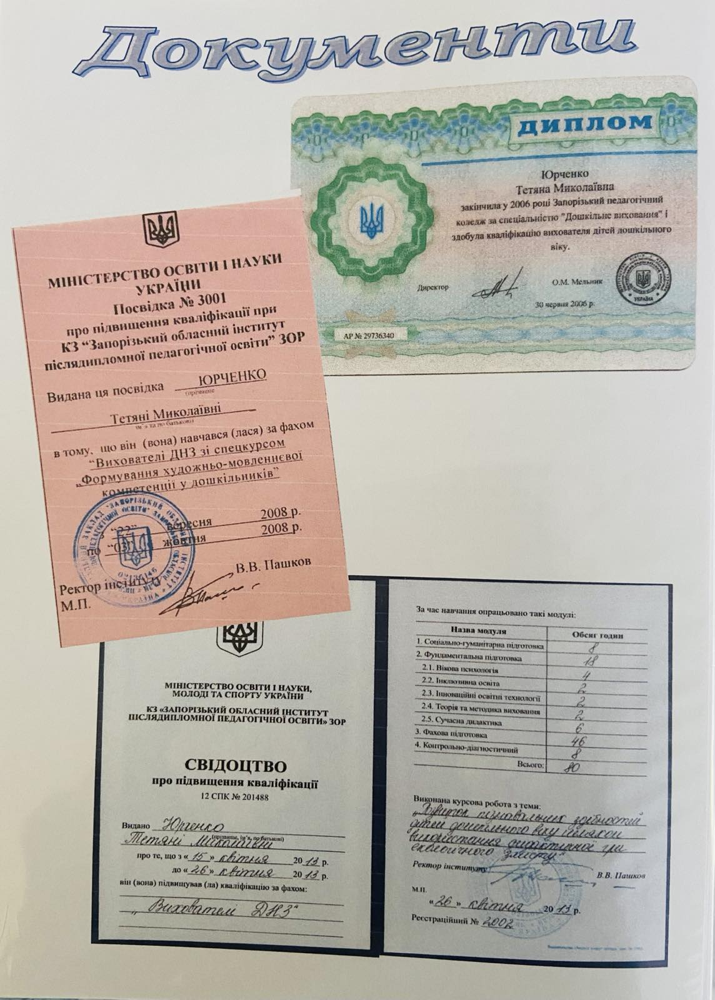 Документи
ДИПЛОМ
Юрченко
Тетяна Миколаївна
закінчила у 2006 році Запорізький педагогічний
коледж за спеціальністю "Дошкільне виховання" і
здобула кваліфікацію вихователя дітей дошкільного
віку.
Директор
О.М. Мельник
30 червня 2006 р.
УКРАЇНА
АР № 29736340
МІНІСТЕРСТВО ОСВІТИ І НАУКИ
УКРАЇНИ
Посвідка № 3001
про підвищення кваліфікації при
КЗ “Запорізький обласний інститут
післядипломної педагогічної освіти” ЗОР
Видана ця посвідка ЮРЧЕНКО
(прізвище
Тетяні Миколаївні
ім’я та по батькові)
в тому, що він (вона) навчався (лася) за фахом
“Вихователі ДНЗ зі спецкурсом
„Формування художньо-мовленнєвої
компетенції у дошкільників”
“22” вересня 2008 р.
по “03” жовтня 2008 р.
Ректор інституту В.В. Пашков
М.П.
МІНІСТЕРСТВО ОСВІТИ І НАУКИ,
МОЛОДІ ТА СПОРТУ УКРАЇНИ
КЗ «ЗАПОРІЗЬКИЙ ОБЛАСНИЙ ІНСТИТУТ
ПІСЛЯДИПЛОМНОЇ ПЕДАГОГІЧНОЇ ОСВІТИ» ЗОР
СВІДОЦТВО
про підвищення кваліфікації
12 СПК № 201488
Видано Юрченко
(прізвище, ім’я, по батькові)
Тетяні Миколаївні
про те, що з « 15 » квітня 20 13 р.
до « 26 » квітня 20 13 р.
він (вона) підвищував (ла) кваліфікацію за фахом:
„Вихователі ДНЗ“
За час навчання опрацьовано такі модулі:
Назва модуля Обсяг годин
1. Соціально-гуманітарна підготовка 8
2. Фундаментальна підготовка 18
2.1. Вікова психологія 4
2.2. Інклюзивна освіта 2
2.3. Інноваційні освітні технології 2
2.4. Теорія та методика виховання 2
2.5. Сучасна дидактика 6
3. Фахова підготовка 46
4. Контрольно-діагностичний 8
Всього: 80
Виконана курсова робота з теми:
„Розвиток пізнавальних здібностей
дітей дошкільного віку шляхом
використання дидактичної гри
екологічного змісту“
Ректор інституту В.В. Пашков
М.П.
« 26 » квітня 20 13 р.
Реєстраційний № 2002